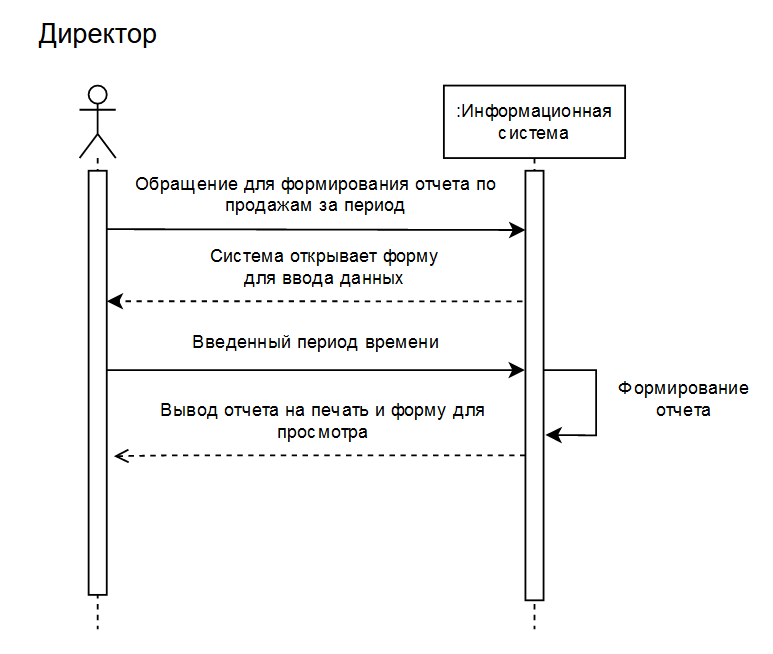 Директор
:Информационная
система
Обращение для формирования отчета по
продажам за период
Система открывает форму
для ввода данных
Введенный период времени
Формирование
отчета
Вывод отчета на печать и форму для
просмотра